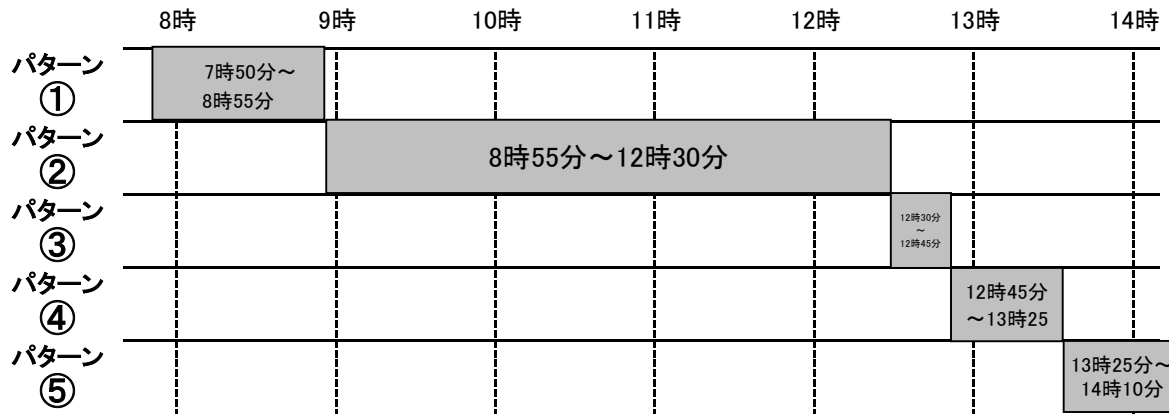 8時 9時 10時 11時 12時 13時 14時
パターン
①
7時50分～
8時55分
パターン
②
8時55分～12時30分
パターン
③
12時30分
～
12時45分
パターン
④
12時45分
～13時25
パターン
⑤
13時25分～
14時10分